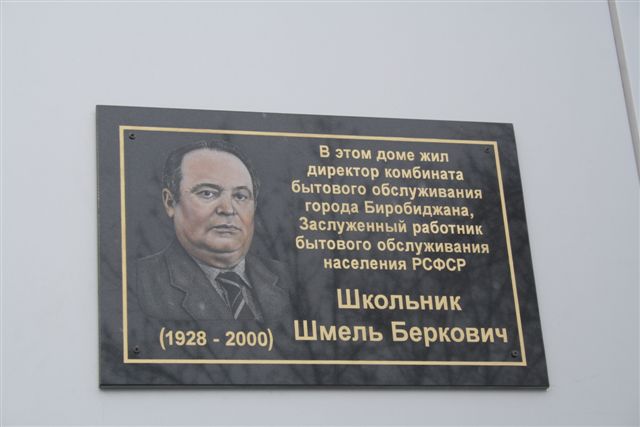 В этом доме жил
директор комбината
бытового обслуживания
города Биробиджана,
Заслуженный работник
бытового обслуживания
населения РСФСР
Школьник
Шмель Беркович
(1928 - 2000)